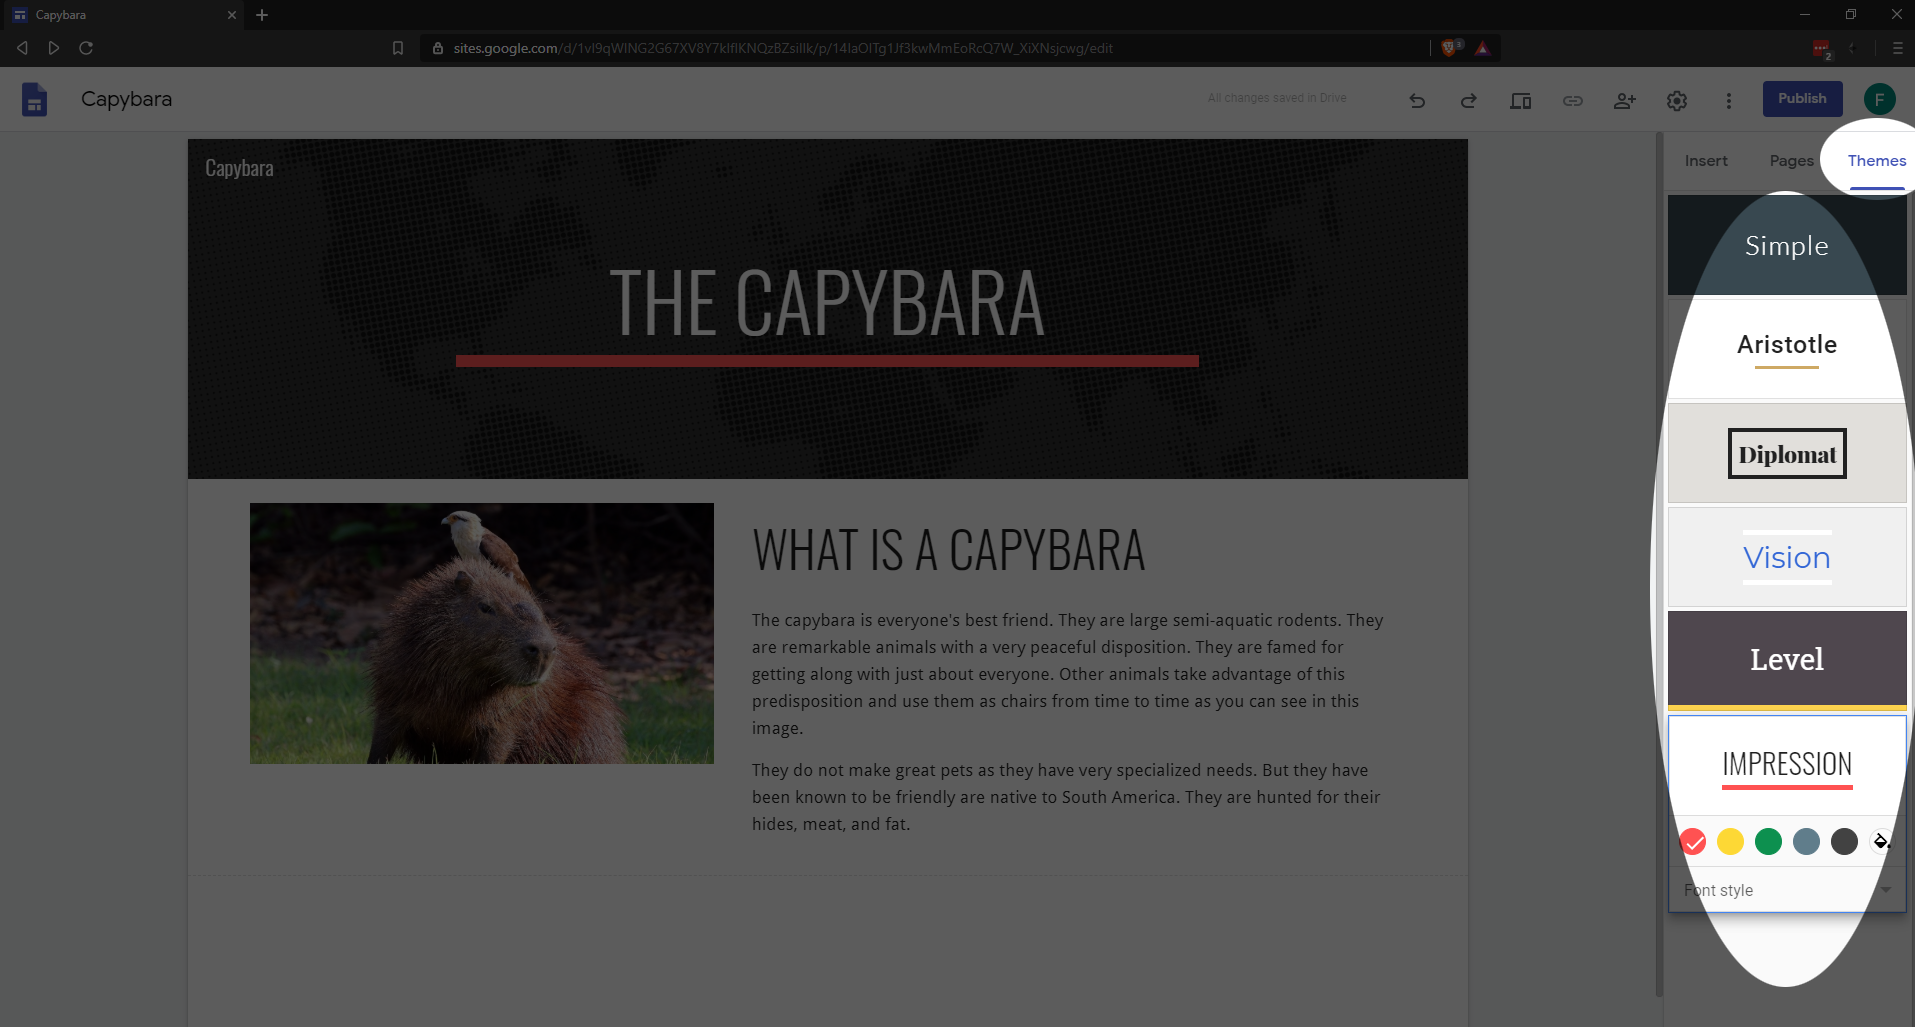 Capybara
sites.google.com
/edit
Capybara
All changes saved in Drive
Publish
F
Insert
Pages
Themes
Capybara
THE CAPYBARA
WHAT IS A CAPYBARA
The capybara is everyone's best friend. They are large semi-aquatic rodents. They
are remarkable animals with a very peaceful disposition. They are famed for
getting along with just about everyone. Other animals take advantage of this
predisposition and use them as chairs from time to time as you can see in this
image.
They do not make great pets as they have very specialized needs. But they have
been known to be friendly are native to South America. They are hunted for their
hides, meat, and fat.
Simple
Aristotle
Diplomat
Vision
Level
IMPRESSION
Font style
3
2